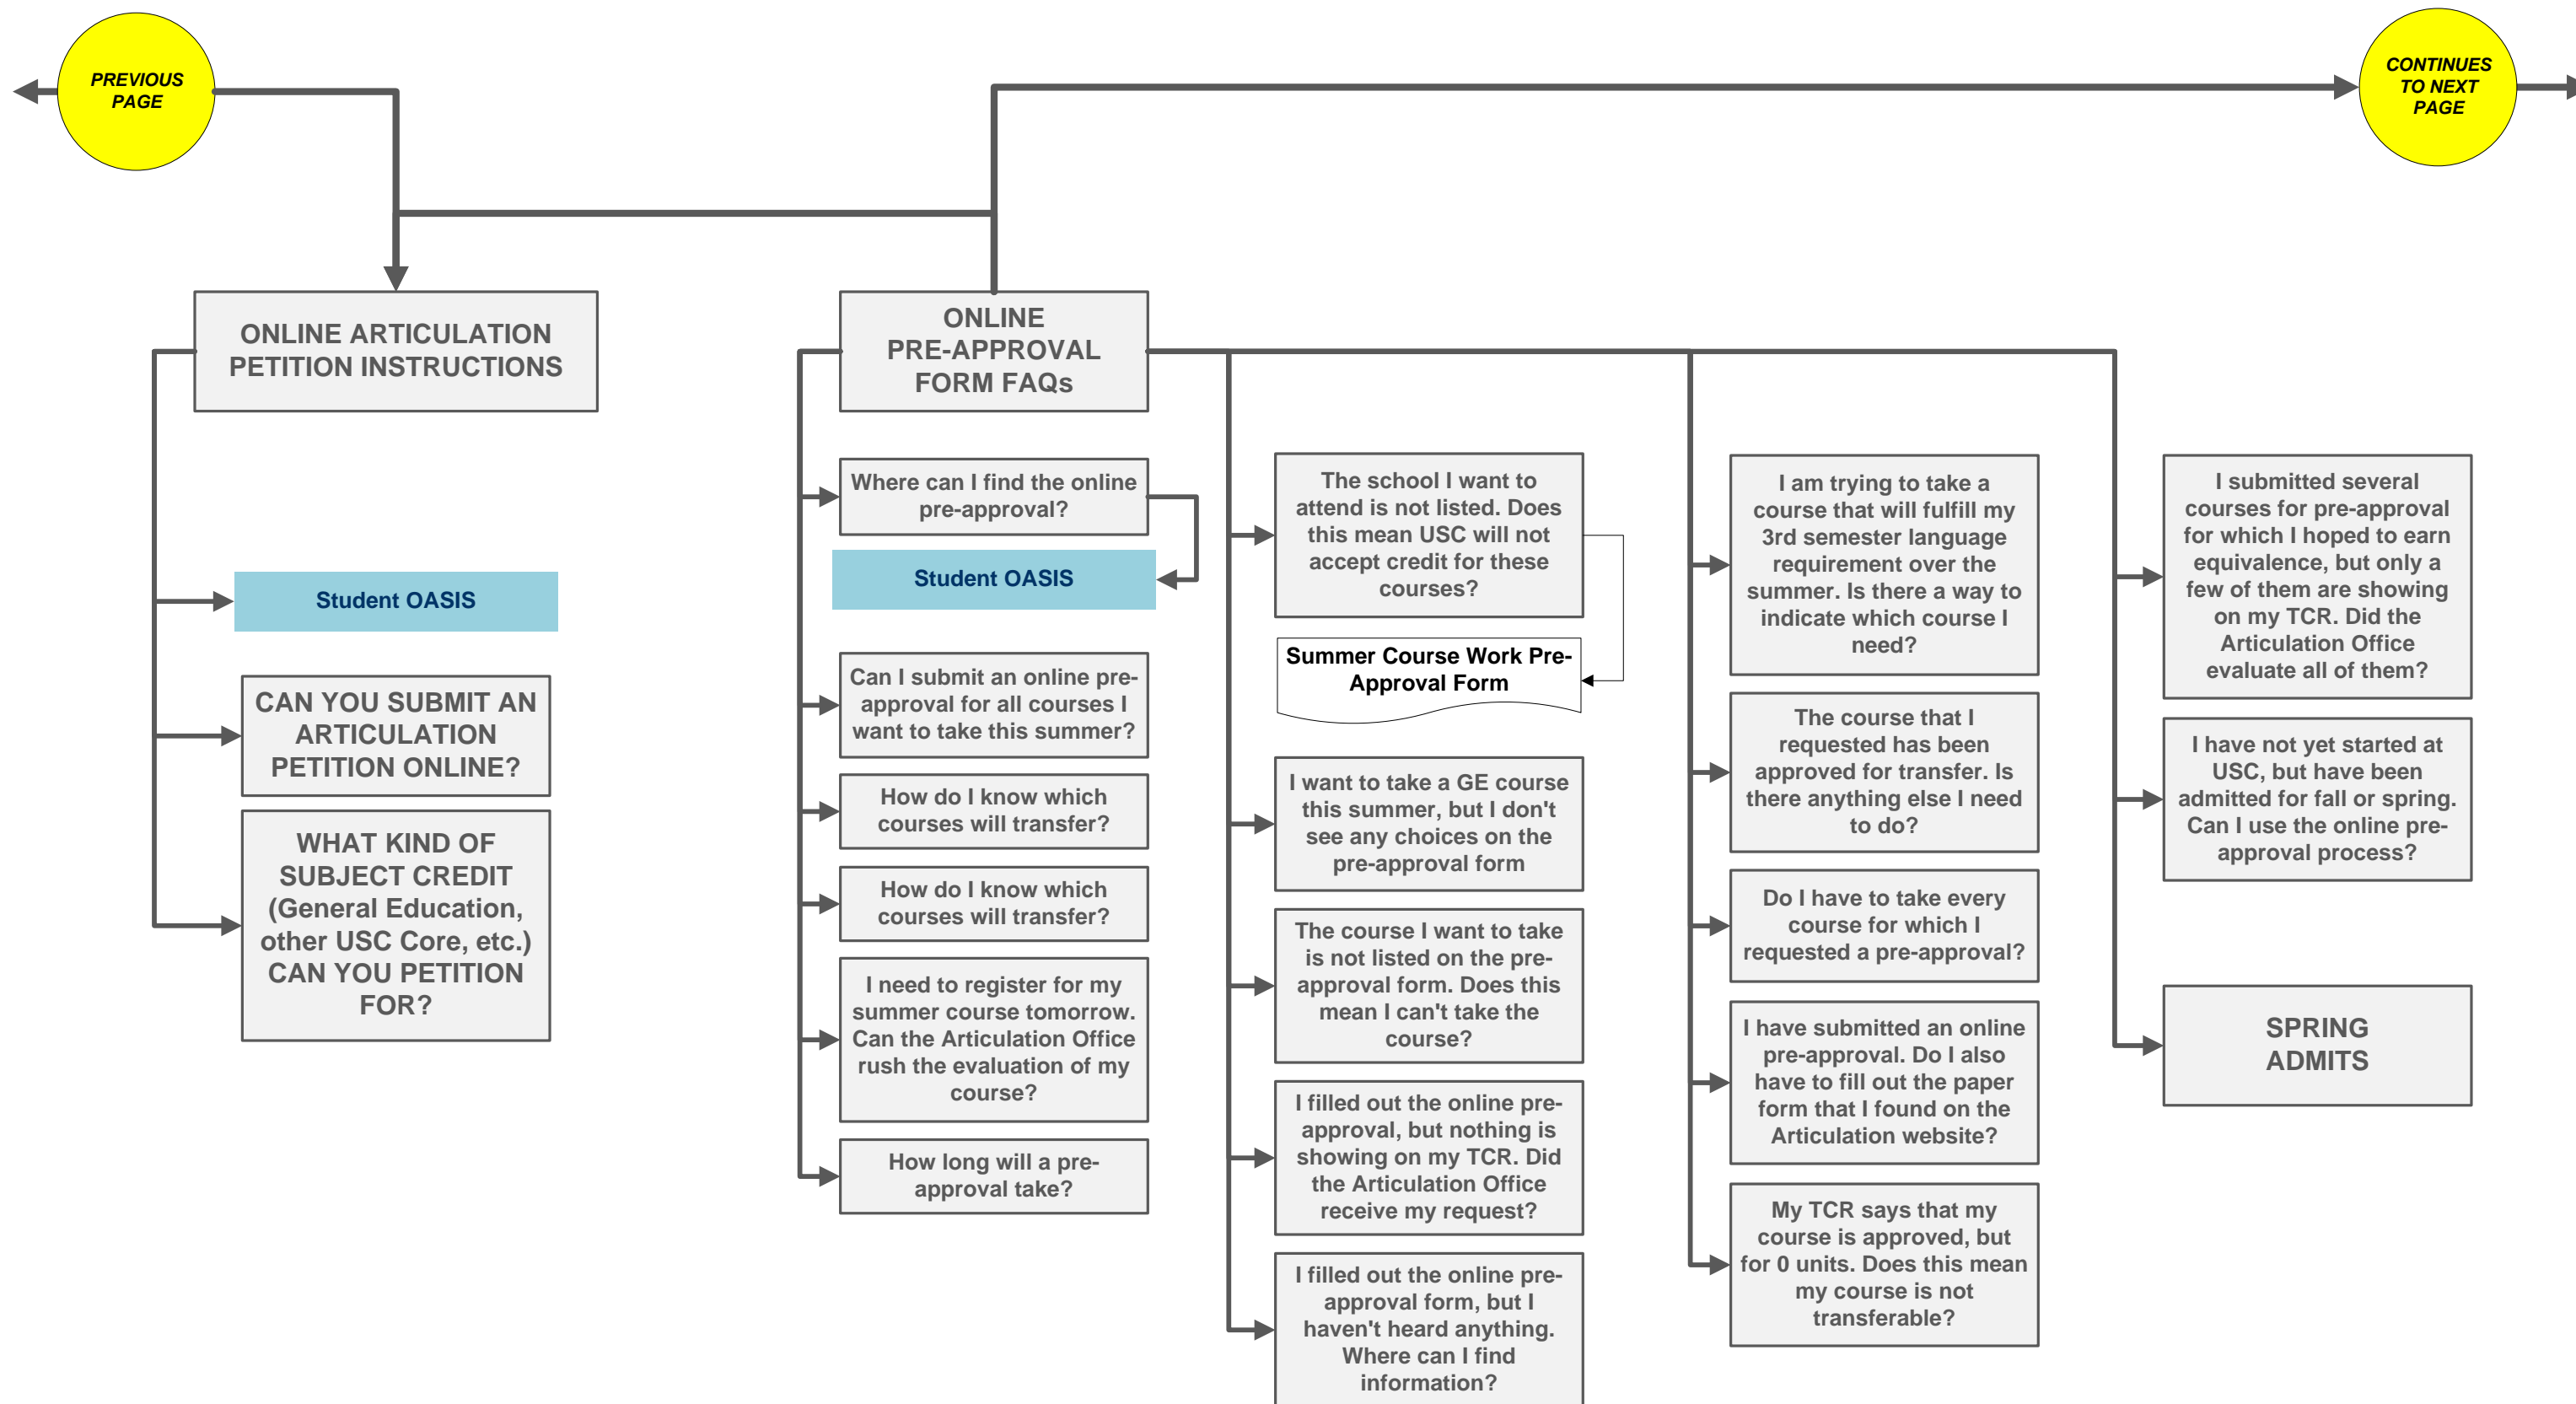 PREVIOUS
PAGE
CONTINUES
TO NEXT
PAGE
ONLINE ARTICULATION
PETITION INSTRUCTIONS
Student OASIS
CAN YOU SUBMIT AN
ARTICULATION
PETITION ONLINE?
WHAT KIND OF
SUBJECT CREDIT
(General Education,
other USC Core, etc.)
CAN YOU PETITION
FOR?
ONLINE
PRE-APPROVAL
FORM FAQs
Where can I find the online
pre-approval?
Student OASIS
Can I submit an online pre-
approval for all courses I
want to take this summer?
How do I know which
courses will transfer?
How do I know which
courses will transfer?
I need to register for my
summer course tomorrow.
Can the Articulation Office
rush the evaluation of my
course?
How long will a pre-
approval take?
The school I want to
attend is not listed. Does
this mean USC will not
accept credit for these
courses?
Summer Course Work Pre-
Approval Form
I want to take a GE course
this summer, but I don't
see any choices on the
pre-approval form
The course I want to take
is not listed on the pre-
approval form. Does this
mean I can't take the
course?
I filled out the online pre-
approval, but nothing is
showing on my TCR. Did
the Articulation Office
receive my request?
I filled out the online pre-
approval form, but I
haven't heard anything.
Where can I find
information?
I am trying to take a
course that will fulfill my
3rd semester language
requirement over the
summer. Is there a way to
indicate which course I
need?
The course that I
requested has been
approved for transfer. Is
there anything else I need
to do?
Do I have to take every
course for which I
requested a pre-approval?
I have submitted an online
pre-approval. Do I also
have to fill out the paper
form that I found on the
Articulation website?
My TCR says that my
course is approved, but
for 0 units. Does this mean
my course is not
transferable?
I submitted several
courses for pre-approval
for which I hoped to earn
equivalence, but only a
few of them are showing
on my TCR. Did the
Articulation Office
evaluate all of them?
I have not yet started at
USC, but have been
admitted for fall or spring.
Can I use the online pre-
approval process?
SPRING
ADMITS